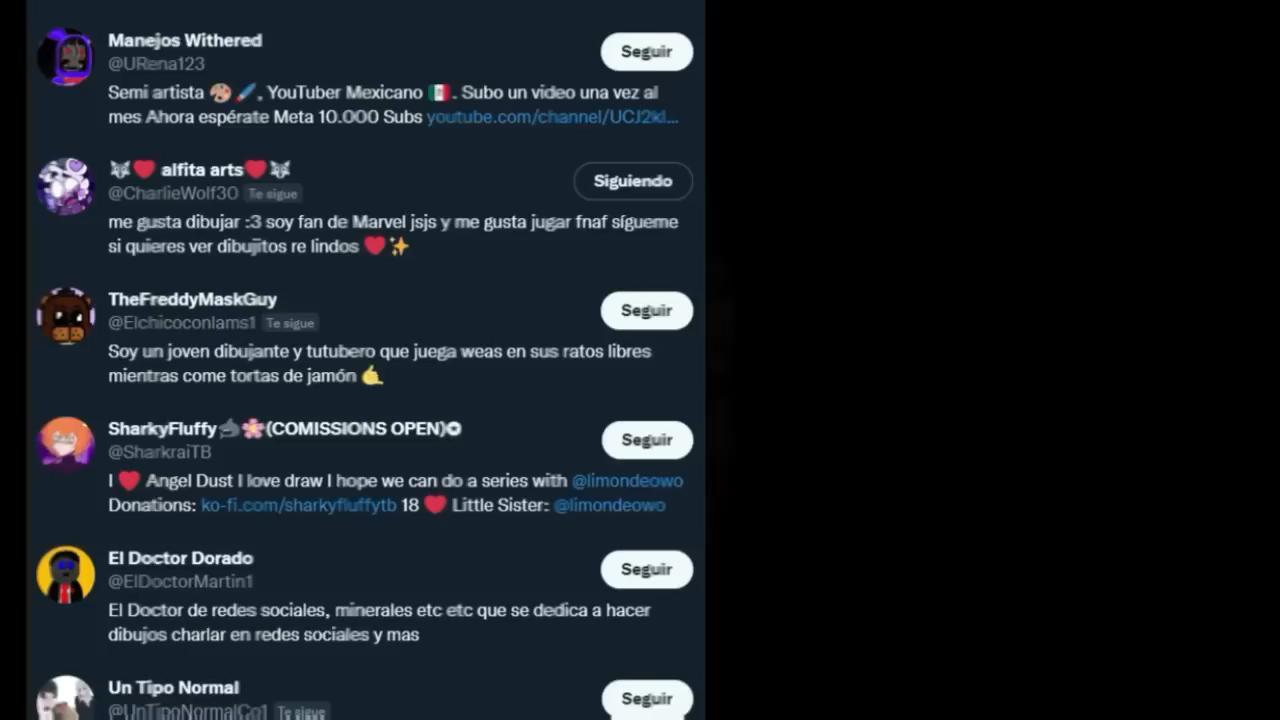 Manejos Withered
Seguir
@URena123
Semi artista 🎨🖌️, YouTuber Mexicano 🇲🇽. Subo un video una vez al
mes Ahora espérate Meta 10.000 Subs youtube.com/channel/UCJ2kl...
🐺❤️ alfita arts❤️🐺
Siguiendo
@CharlieWolf30 Te sigue
me gusta dibujar :3 soy fan de Marvel jsjs y me gusta jugar fnaf sígueme
si quieres ver dibujitos re lindos ❤️✨
TheFreddyMaskGuy
Seguir
@Elchicoconlams1 Te sigue
Soy un joven dibujante y tutubero que juega weas en sus ratos libres
mientras come tortas de jamón 🤙
SharkyFluffy🦈🌸(COMISSIONS OPEN)✪
Seguir
@SharkraiTB
I ❤️ Angel Dust I love draw I hope we can do a series with @limondeowo
Donations: ko-fi.com/sharkyfluffytb 18 ❤️ Little Sister: @limondeowo
El Doctor Dorado
Seguir
@ElDoctorMartin1
El Doctor de redes sociales, minerales etc etc que se dedica a hacer
dibujos charlar en redes sociales y mas
Un Tipo Normal
Seguir
@UnTipoNormalCo1 Te sigue